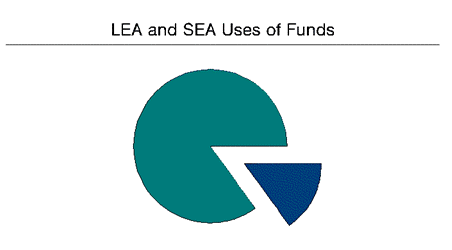 LEA and SEA Uses of Funds